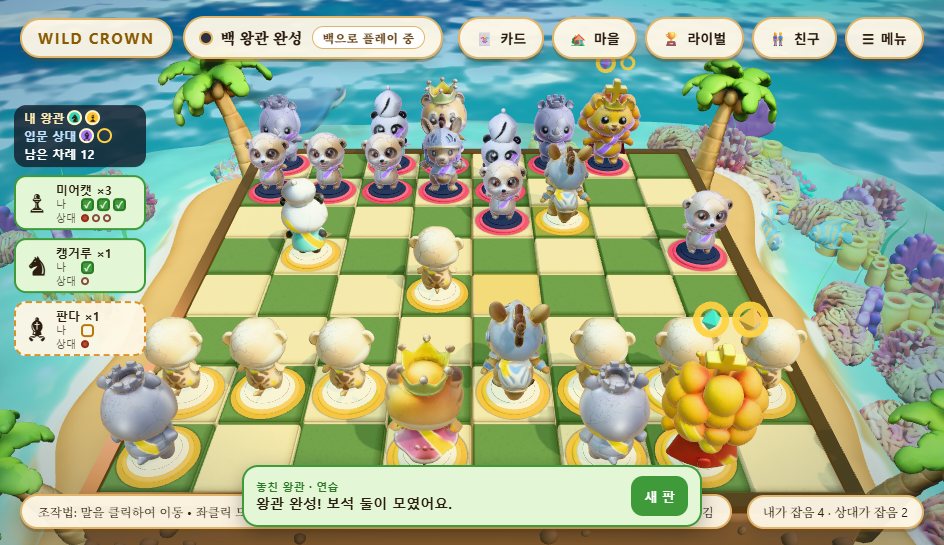 WILD CROWN
백 왕관 완성
백으로 플레이 중
카드
마을
라이벌
친구
메뉴
내 왕관
입문 상대
남은 차례 12
미어캣 ×3
나
상대
캥거루 ×1
나
상대
판다 ×1
나
상대
놓친 왕관 · 연습
왕관 완성! 보석 둘이 모였어요.
새 판
조작법: 말을 클릭하여 이동 • 좌클릭
김
내가 잡음 4 · 상대가 잡음 2